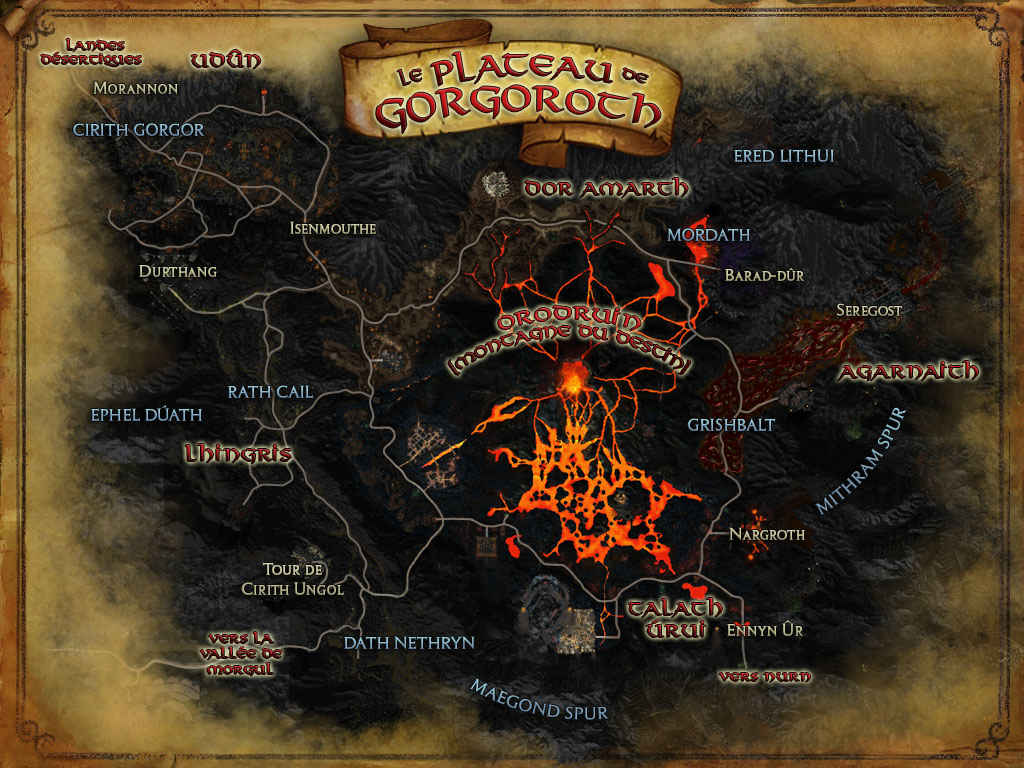 Le Plateau de
Gorgoroth
Landes
désertiques
Udûn
Morannon
CIRITH GORGOR
ERED LITHUI
Dor Amarth
Isenmouthe
MORDATH
Durthang
Barad-dûr
Seregost
Orodruin
(Montagne du Destin)
Agarnaith
RATH CAIL
EPHEL DÚATH
GRISHBALT
Lhingris
MITHRAM SPUR
Nargroth
Tour de
Cirith Ungol
Talath
Úrui
Ennyn Ûr
vers la
vallée de
Morgul
DATH NETHRYN
vers Nurn
MAEGOND SPUR